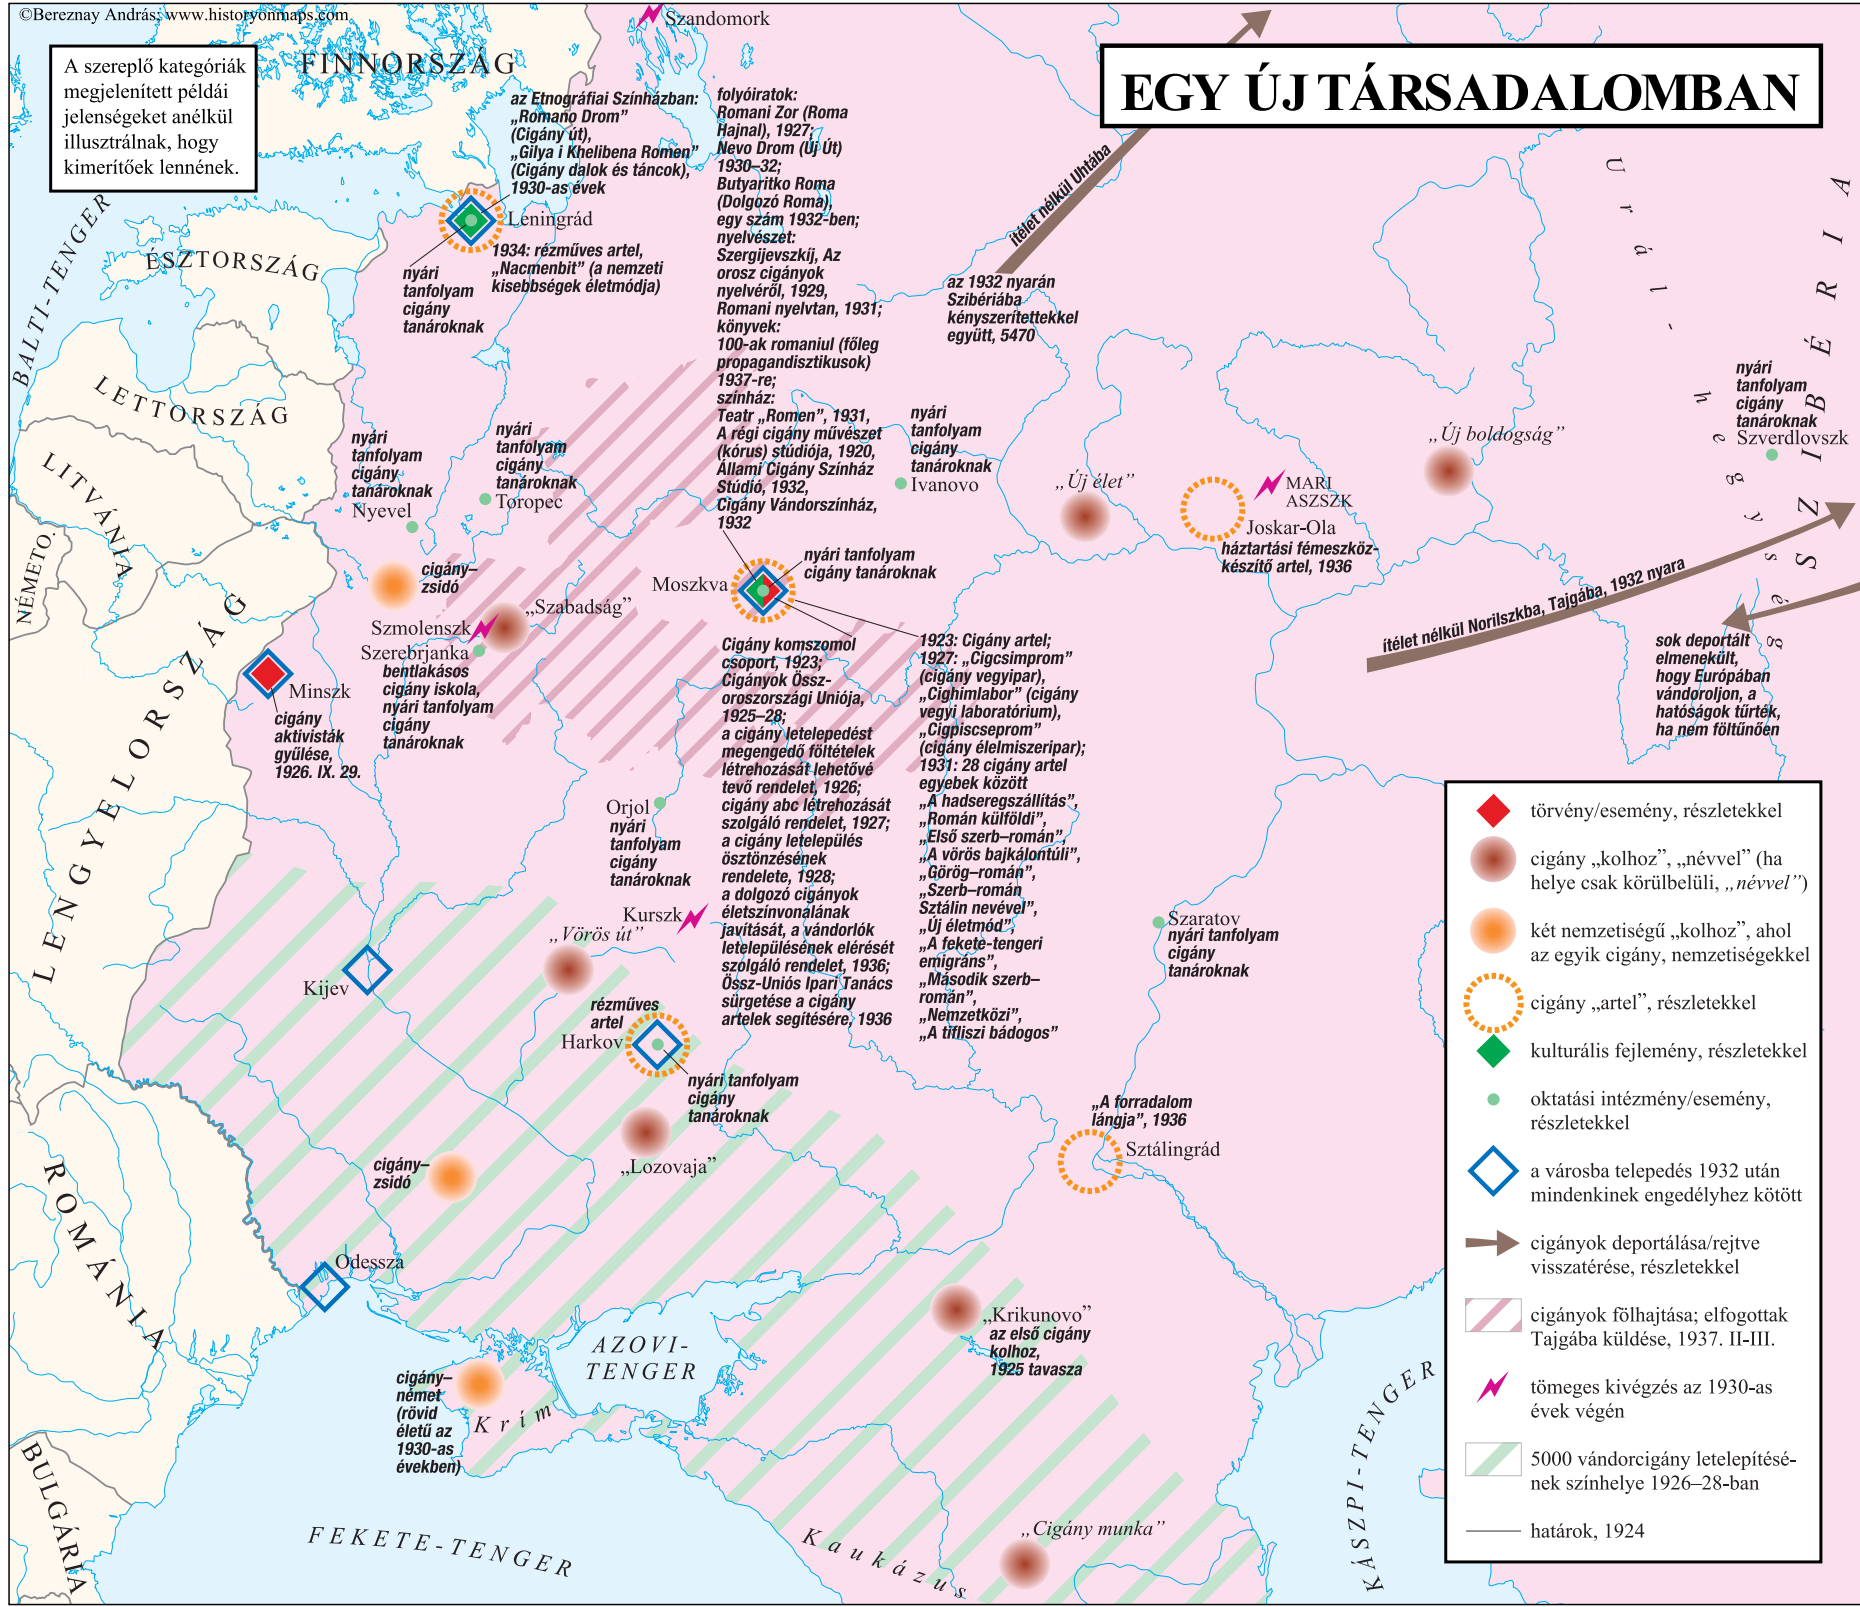 ©Bereznay András; www.historyonmaps.com
A szereplő kategóriák
megjelenített példái
jelenségeket anélkül
illusztrálnak, hogy
kimerítőek lennének.
EGY ÚJ TÁRSADALOMBAN
FINNORSZÁG
Szandomork
az Etnográfiai Színházban:
„Romano Drom”
(Cigány út),
„Gilya i Khelibena Romen”
(Cigány dalok és táncok),
1930-as évek
Leningrád
1934: rézműves artel,
„Nacmenbit” (a nemzeti
kisebbségek életmódja)
nyári
tanfolyam
cigány
tanároknak
folyóiratok:
Romani Zor (Roma
Hajnal), 1927;
Nevo Drom (Új Út)
1930–32;
Butyaritko Roma
(Dolgozó Roma),
egy szám 1932-ben;
nyelvészet:
Szergijevszkíj, Az
orosz cigányok
nyelvéről, 1929,
Romani nyelvtan, 1931;
könyvek:
100-ak romaniul (főleg
propagandisztikusok)
1937-re;
színház:
Teatr „Romen”, 1931,
A régi cigány művészet
(kórus) stúdiója, 1920,
Állami Cigány Színház
Stúdió, 1932,
Cigány Vándorszínház,
1932
ítélet nélkül Uhtába
az 1932 nyarán
Szibériába
kényszerítettekkel
együtt, 5470
Urál-hegység
SZIBÉRIA
BALTI-TENGER
ÉSZTORSZÁG
LETTORSZÁG
LITVÁNIA
NÉMETO.
LENGYELORSZÁG
ROMÁNIA
BULGÁRIA
nyári
tanfolyam
cigány
tanároknak
Nyevel
nyári
tanfolyam
cigány
tanároknak
Toropec
nyári
tanfolyam
cigány
tanároknak
Ivanovo
„Új élet”
„Új boldogság”
MARI
ASZSZK
Joskar-Ola
háztartási fémeszköz-
készítő artel, 1936
nyári
tanfolyam
cigány
tanároknak
Szverdlovszk
cigány–
zsidó
„Szabadság”
Szmolenszk
Szerebrjanka
bentlakásos
cigány iskola,
nyári tanfolyam
cigány
tanároknak
Minszk
cigány
aktivisták
gyűlése,
1926. IX. 29.
Moszkva
nyári tanfolyam
cigány tanároknak
Cigány komszomol
csoport, 1923;
Cigányok Össz-
oroszországi Uniója,
1925–28;
a cigány letelepedést
megengedő föltételek
létrehozását lehetővé
tevő rendelet, 1926;
cigány abc létrehozását
szolgáló rendelet, 1927;
a cigány letelepülés
ösztönzésének
rendelete, 1928;
a dolgozó cigányok
életszínvonalának
javítását, a vándorlók
letelepülésének elérését
szolgáló rendelet, 1936;
Össz-Uniós Ipari Tanács
sürgetése a cigány
artelek segítésére, 1936
1923: Cigány artel;
1927: „Cigcsimprom”
(cigány vegyipar),
„Cighimlabor” (cigány
vegyi laboratórium),
„Cigpiscseprom”
(cigány élelmiszeripar);
1931: 28 cigány artel
egyebek között
„A hadseregszállítás”,
„Román külföldi”,
„Első szerb–román”,
„A vörös bajkálontúli”,
„Görög–román”,
„Szerb–román
Sztálin nevével”,
„Új életmód”,
„A fekete-tengeri
emigráns”,
„Második szerb–
román”,
„Nemzetközi”,
„A tifliszi bádogos”
ítélet nélkül Norilszkba, Tajgába, 1932 nyara
sok deportált
elmenekült,
hogy Európában
vándoroljon, a
hatóságok tűrték,
ha nem föltűnően
Orjol
nyári
tanfolyam
cigány
tanároknak
Kurszk
„Vörös út”
Kijev
rézműves
artel
Harkov
nyári tanfolyam
cigány
tanároknak
„Lozovaja”
cigány–
zsidó
Odessza
Szaratov
nyári tanfolyam
cigány
tanároknak
„A forradalom
lángja”, 1936
Sztálingrád
„Krikunovo”
az első cigány
kolhoz,
1925 tavasza
AZOVI-
TENGER
cigány–
német
(rövid
életű az
1930-as
években)
Krím
FEKETE-TENGER
Kaukázus
„Cigány munka”
KÁSZPI-TENGER
törvény/esemény, részletekkel
cigány „kolhoz”, „névvel” (ha
helye csak körülbelüli, „névvel”)
két nemzetiségű „kolhoz”, ahol
az egyik cigány, nemzetiségekkel
cigány „artel”, részletekkel
kulturális fejlemény, részletekkel
oktatási intézmény/esemény,
részletekkel
a városba telepedés 1932 után
mindenkinek engedélyhez kötött
cigányok deportálása/rejtve
visszatérése, részletekkel
cigányok fölhajtása; elfogottak
Tajgába küldése, 1937. II-III.
tömeges kivégzés az 1930-as
évek végén
5000 vándorcigány letelepítésé-
nek színhelye 1926–28-ban
határok, 1924